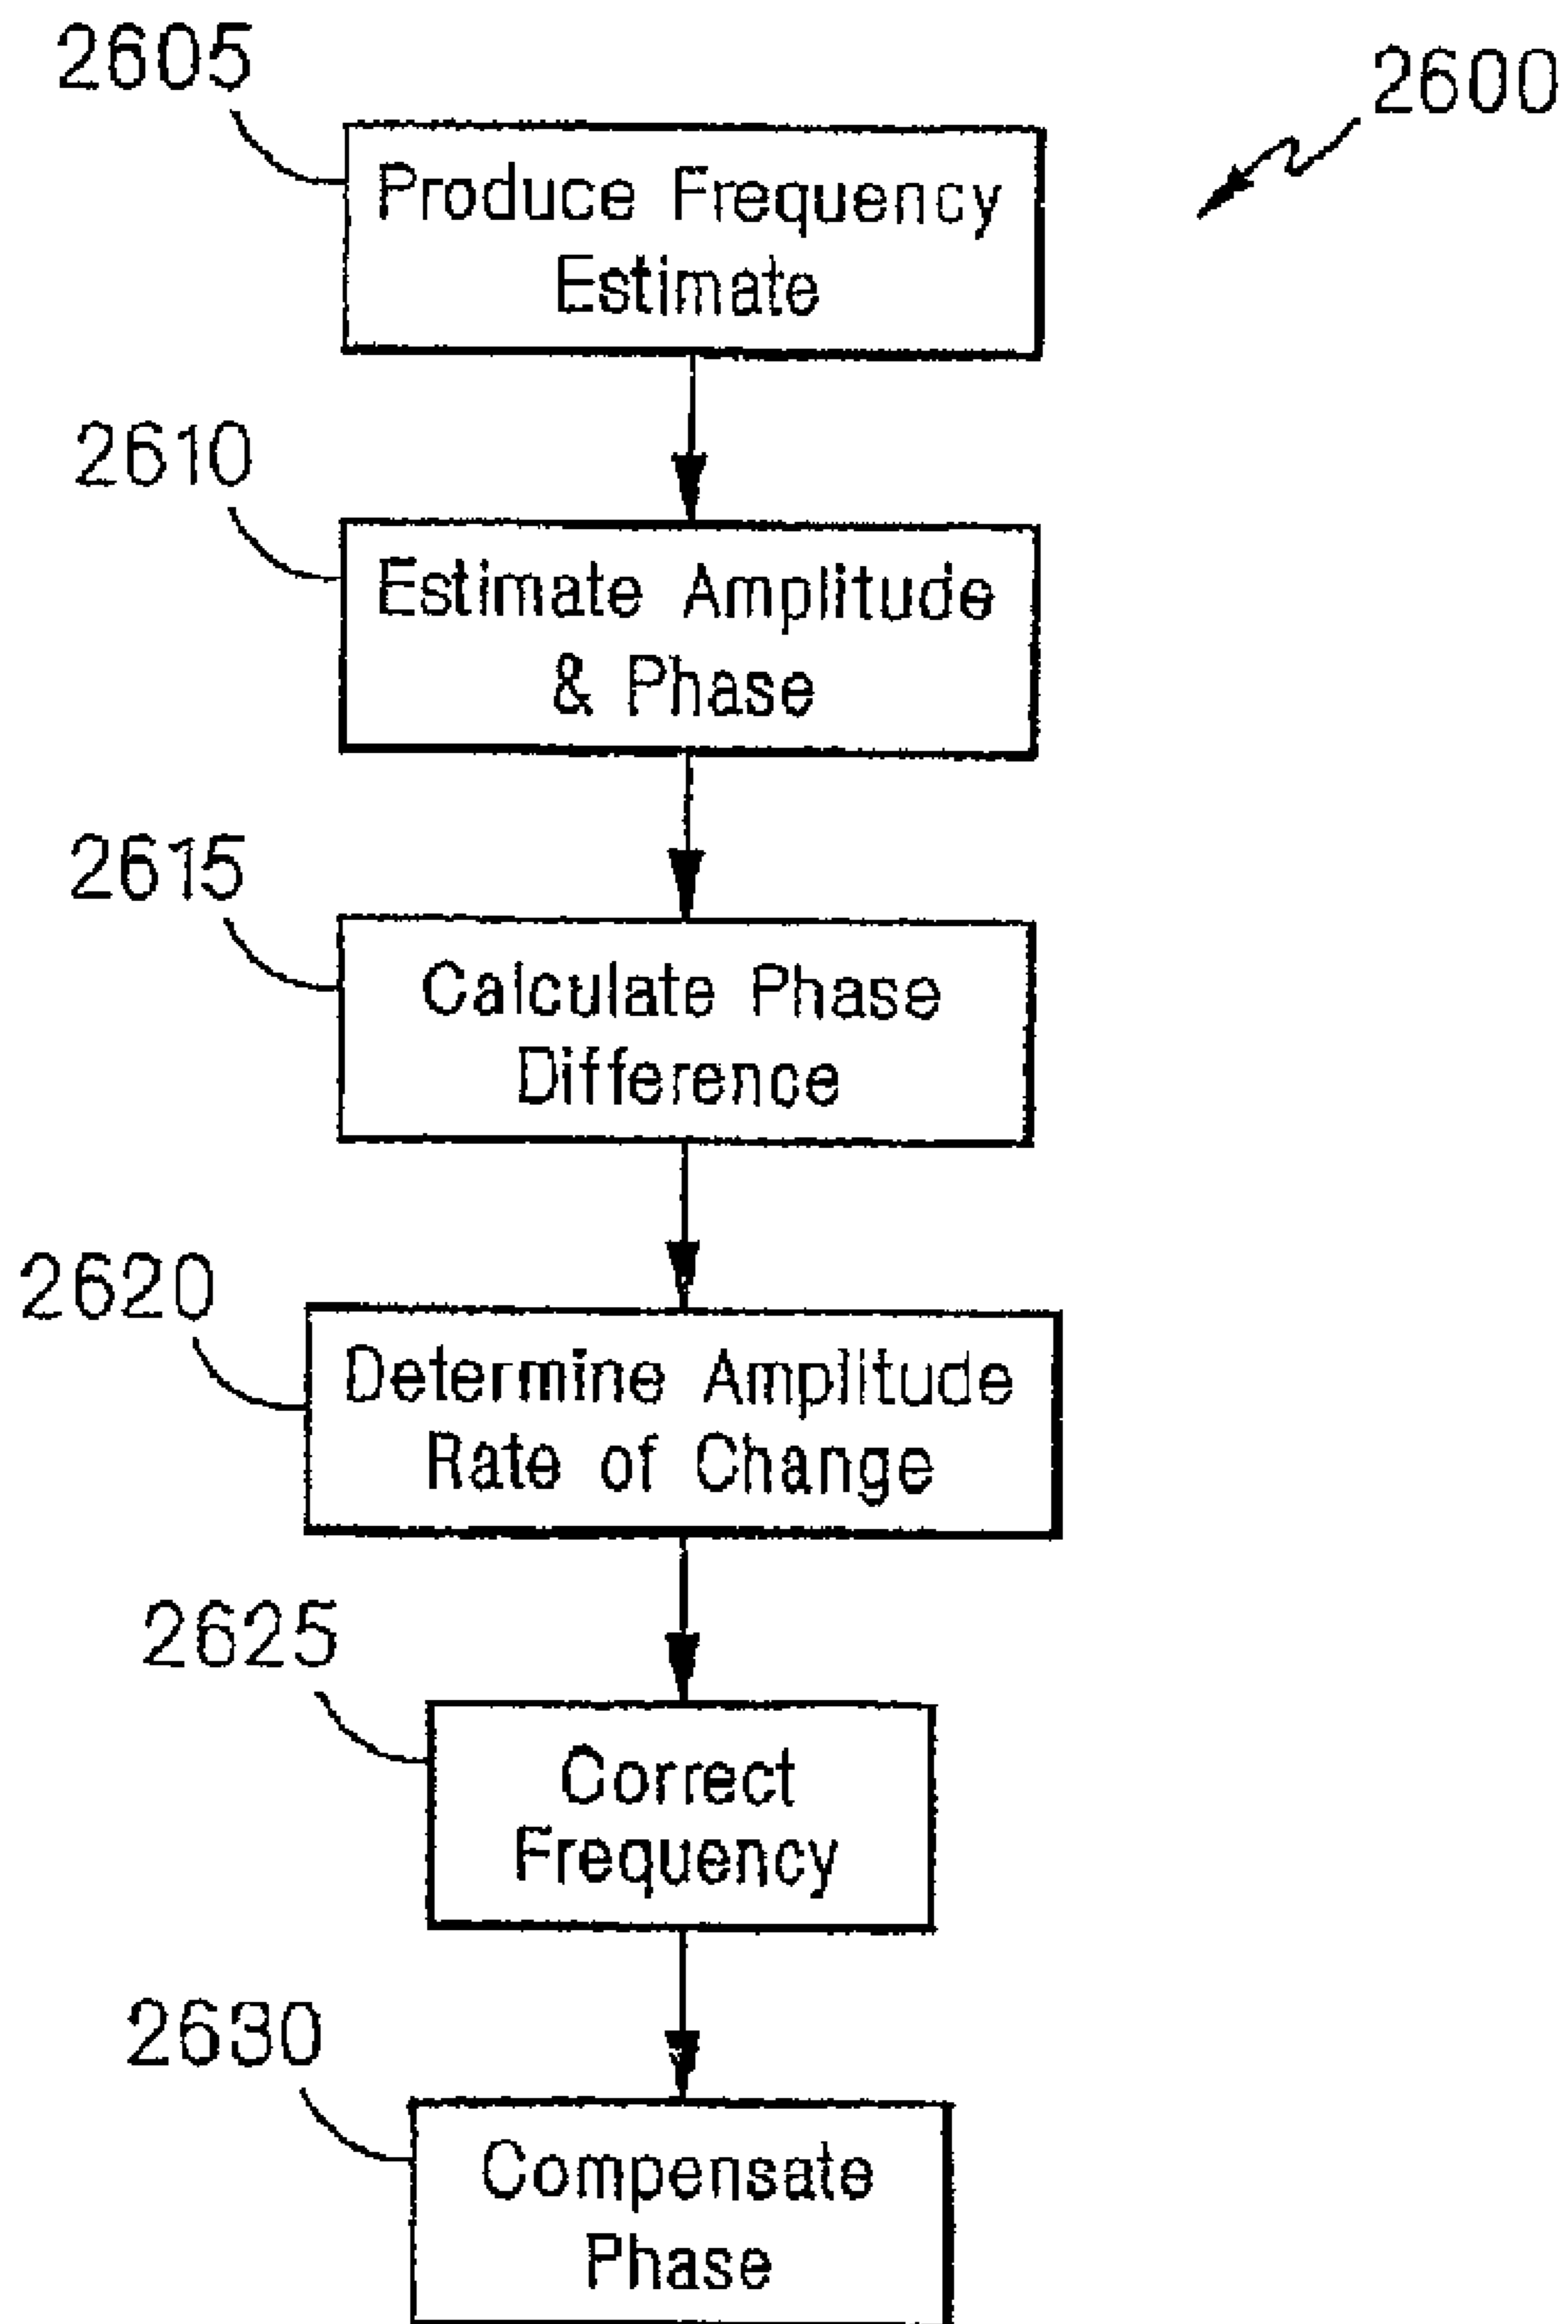 2605
2600
Produce Frequency
Estimate
2610
Estimate Amplitude
& Phase
2615
Calculate Phase
Difference
2620
Determine Amplitude
Rate of Change
2625
Correct
Frequency
2630
Compensate
Phase